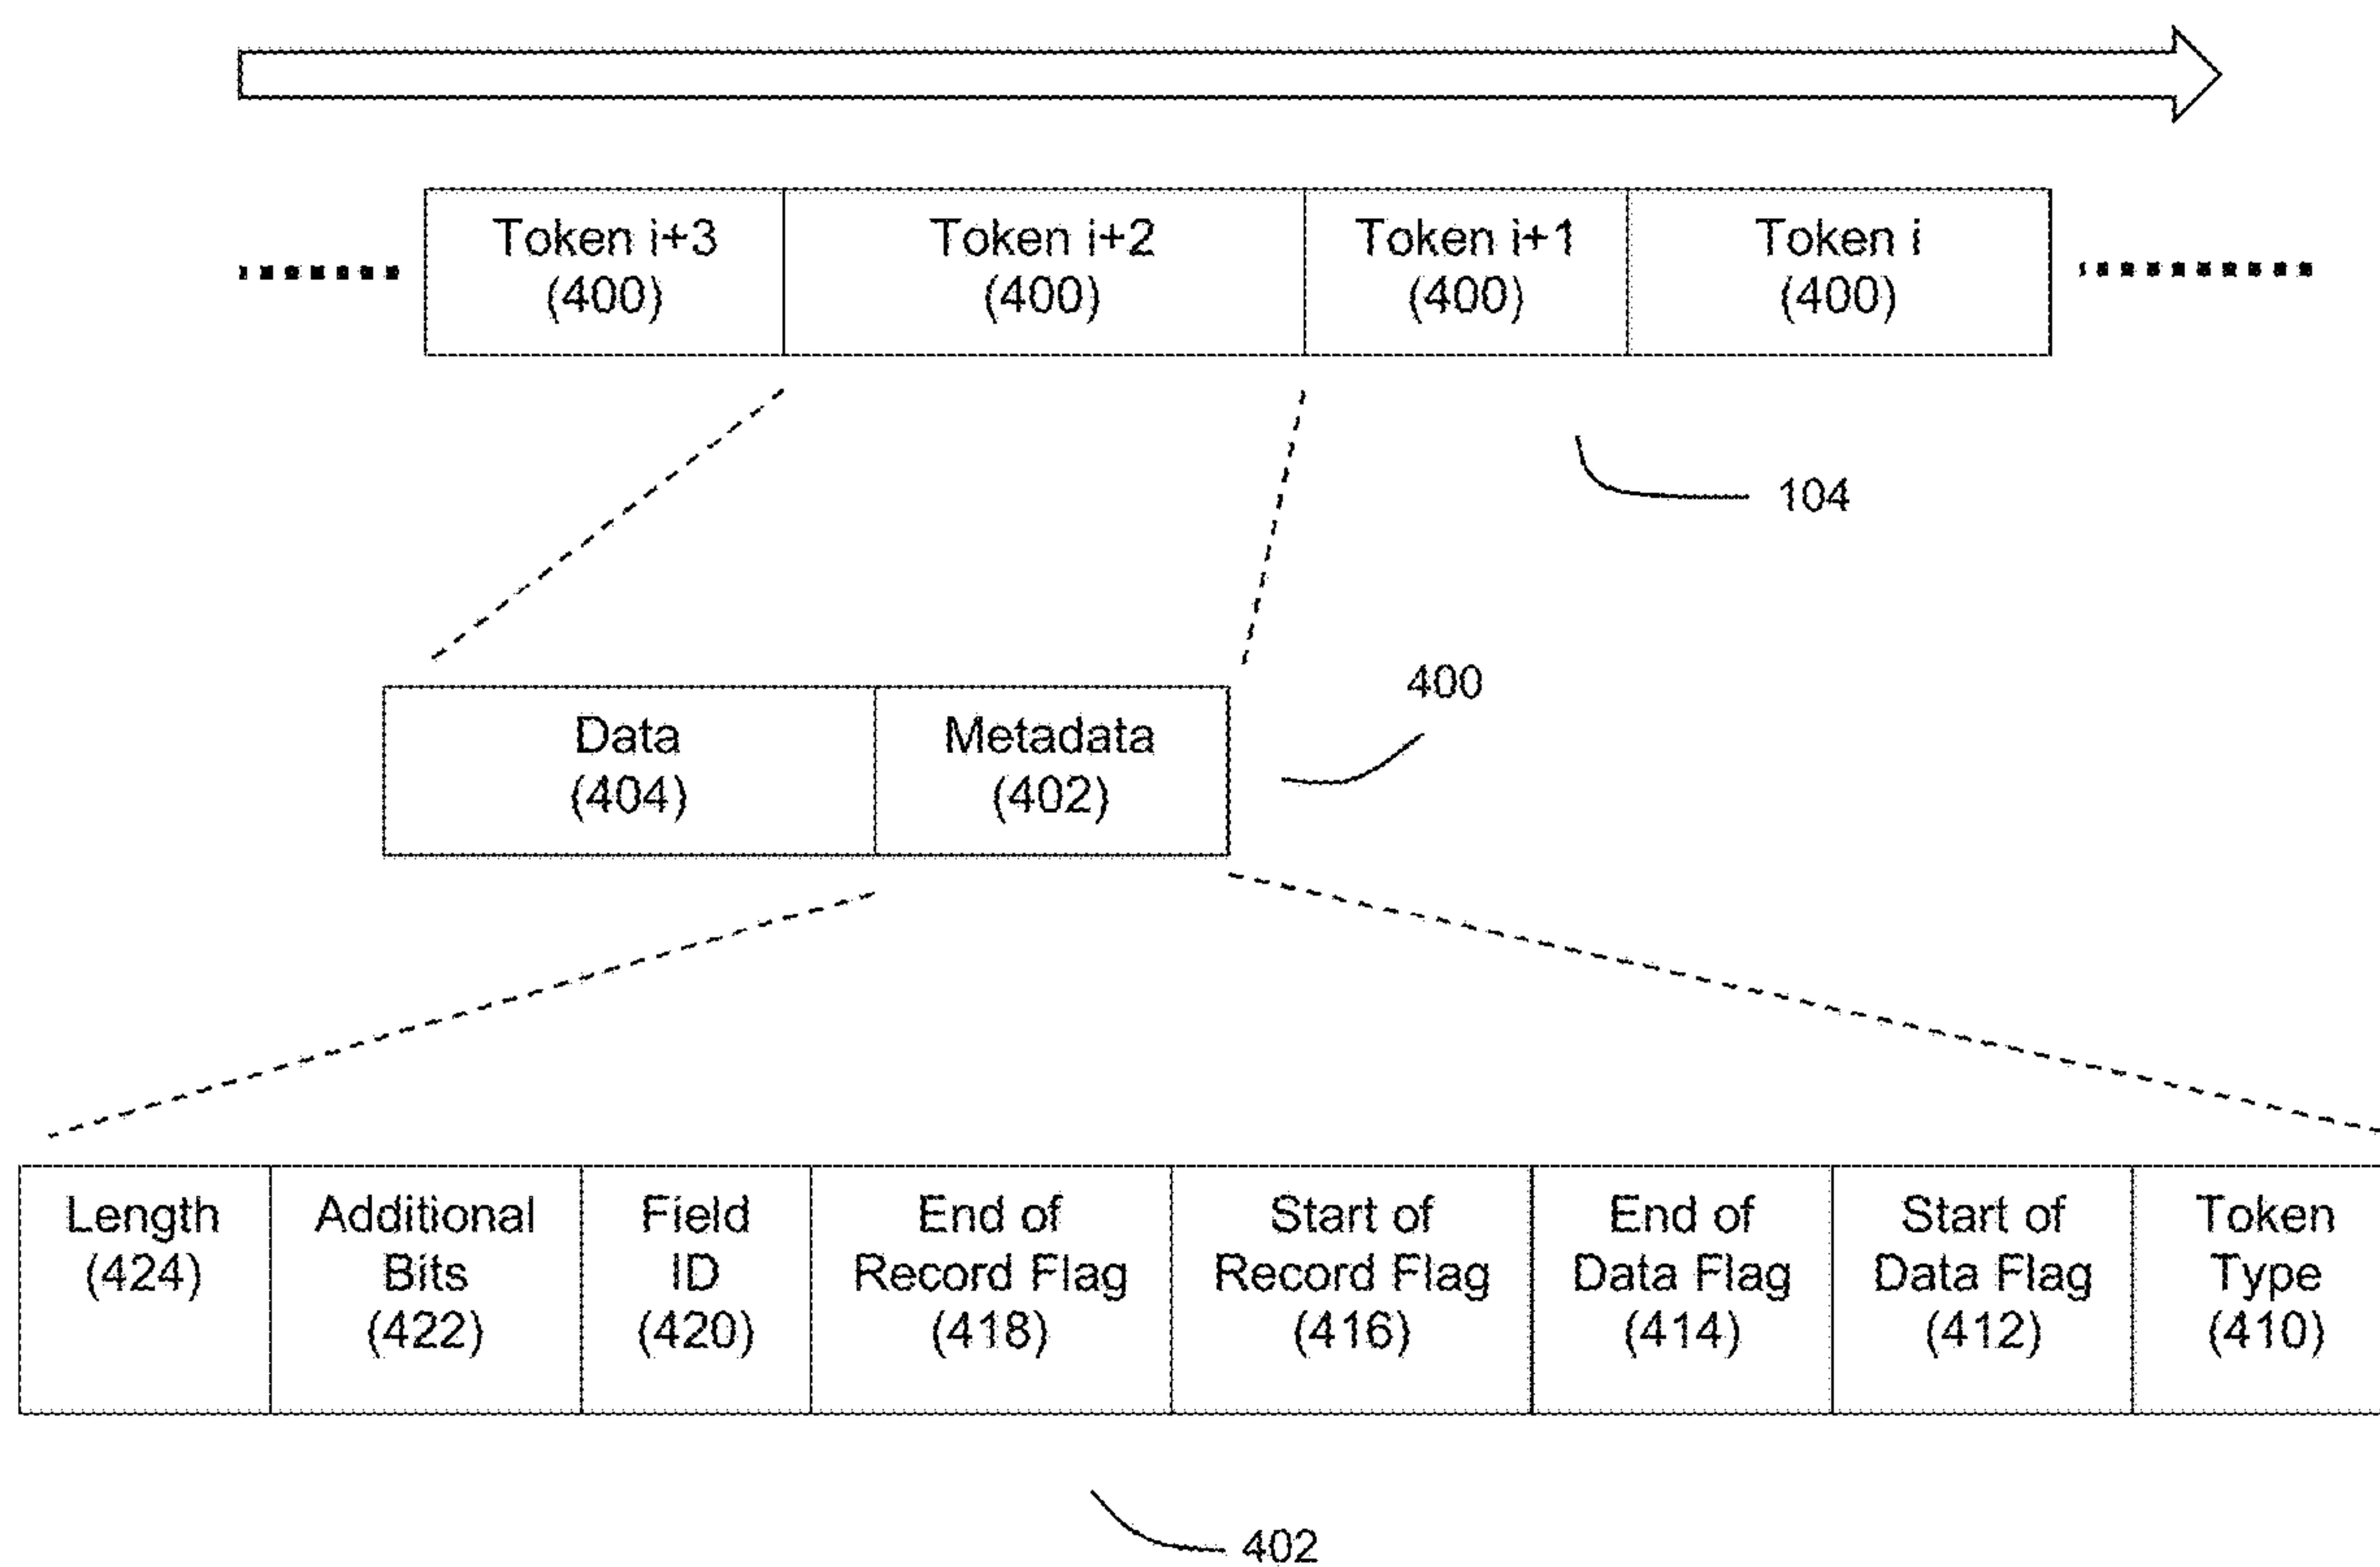 Token i+3
(400)
Token i+2
(400)
Token i+1
(400)
Token i
(400)
104
400
Data
(404)
Metadata
(402)
Length
(424)
Additional
Bits
(422)
Field
ID
(420)
End of
Record Flag
(418)
Start of
Record Flag
(416)
End of
Data Flag
(414)
Start of
Data Flag
(412)
Token
Type
(410)
402